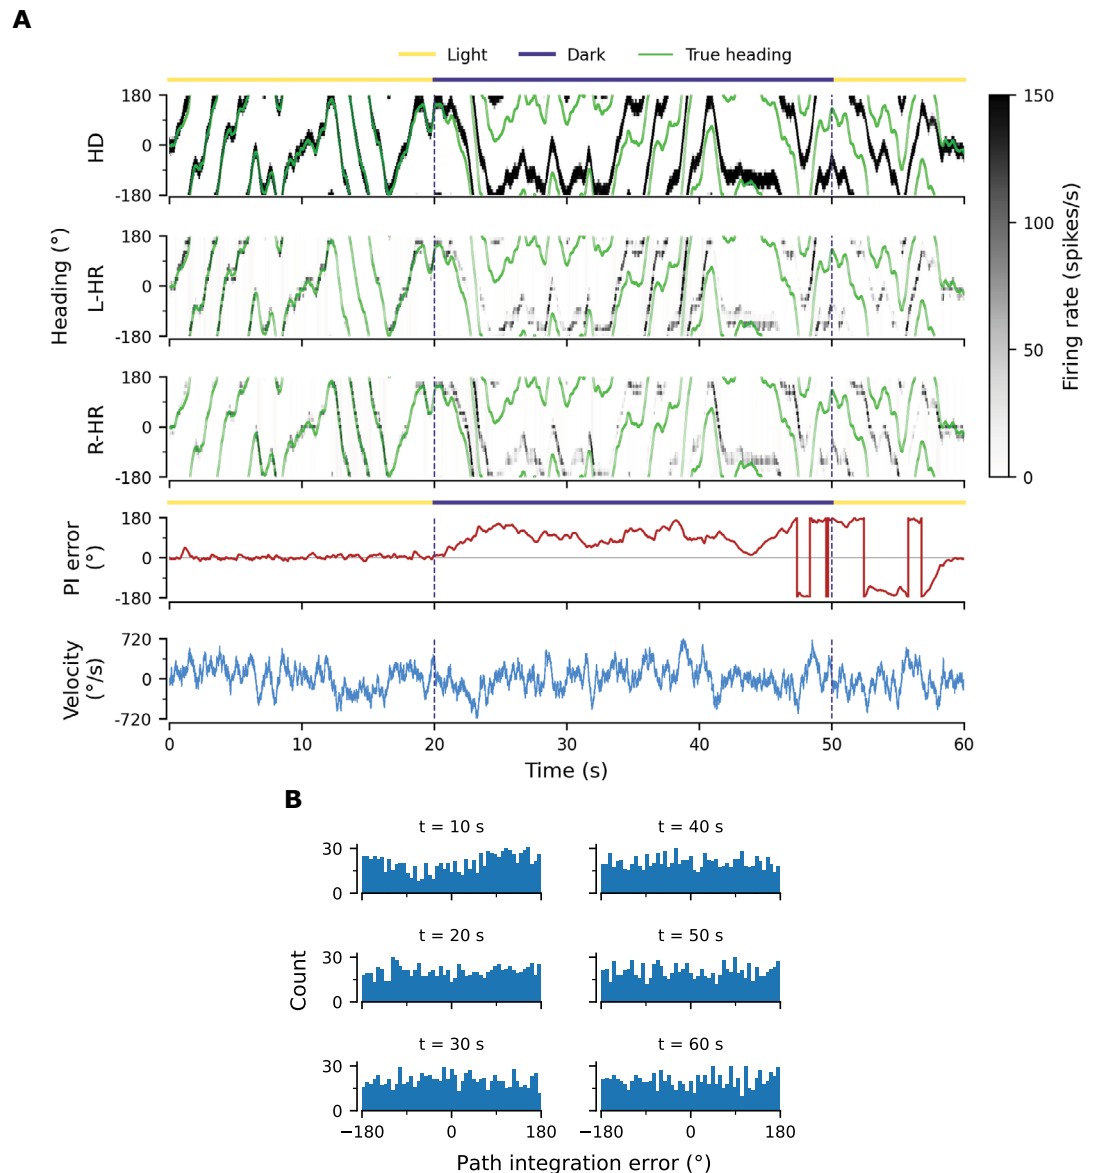 A
Light Dark True heading
180
0
-180
HD
150
100
50
0
Firing rate (spikes/s)
Heading (°)
180
0
-180
L-HR
180
0
-180
R-HR
180
0
-180
PI error
(°)
720
0
-720
Velocity
(°/s)
0 10 20 30 40 50 60
Time (s)
B
t = 10 s
t = 40 s
30
0
t = 20 s
t = 50 s
30
0
Count
t = 30 s
t = 60 s
30
0
−180 0 180
−180 0 180
Path integration error (°)